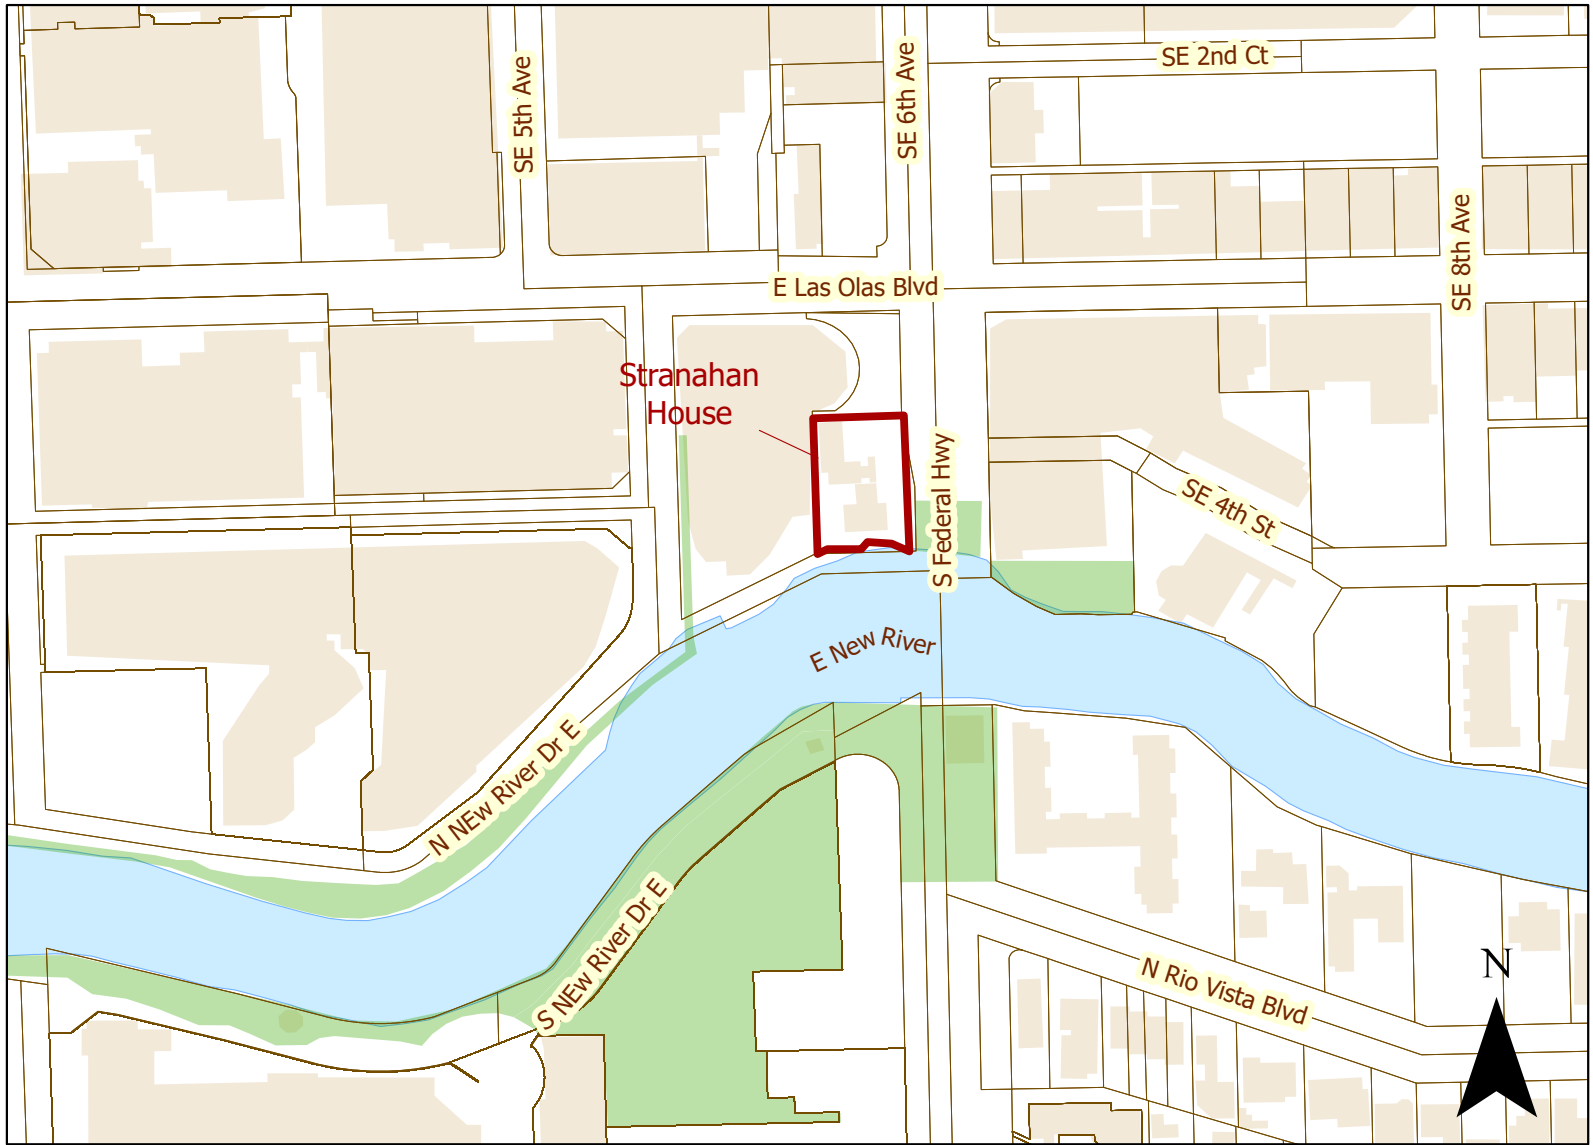 SE 2nd Ct
SE 5th Ave
SE 6th Ave
SE 8th Ave
E Las Olas Blvd
Stranahan
House
S Federal Hwy
SE 4th St
E New River
N NEw River Dr E
S NEw River Dr E
N Rio Vista Blvd
N